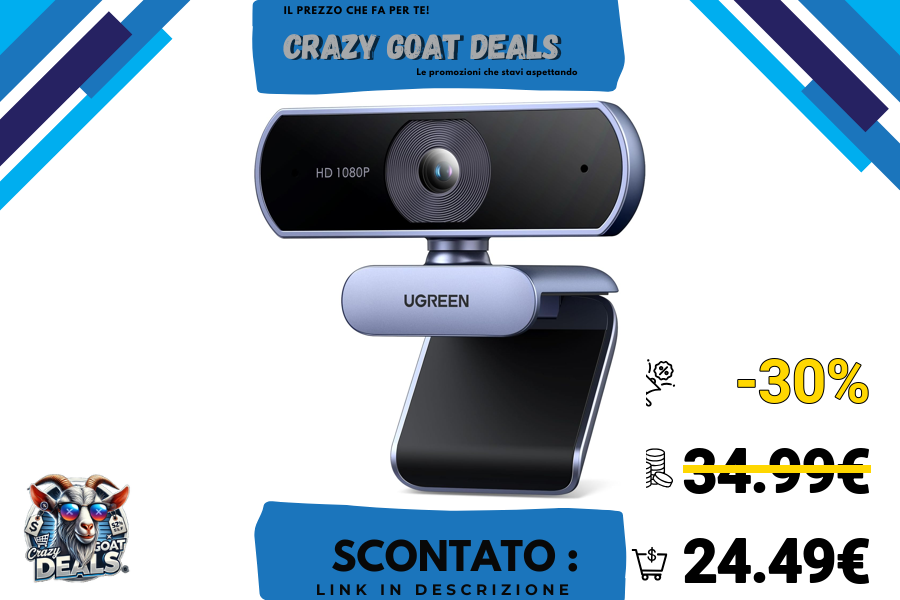 IL PREZZO CHE FA PER TE!
CRAZY GOAT DEALS
Le promozioni che stavi aspettando
HD 1080P
UGREEN
-30%
34.99€
SCONTATO :
24.49€
LINK IN DESCRIZIONE
Crazy
GOAT
DEALS